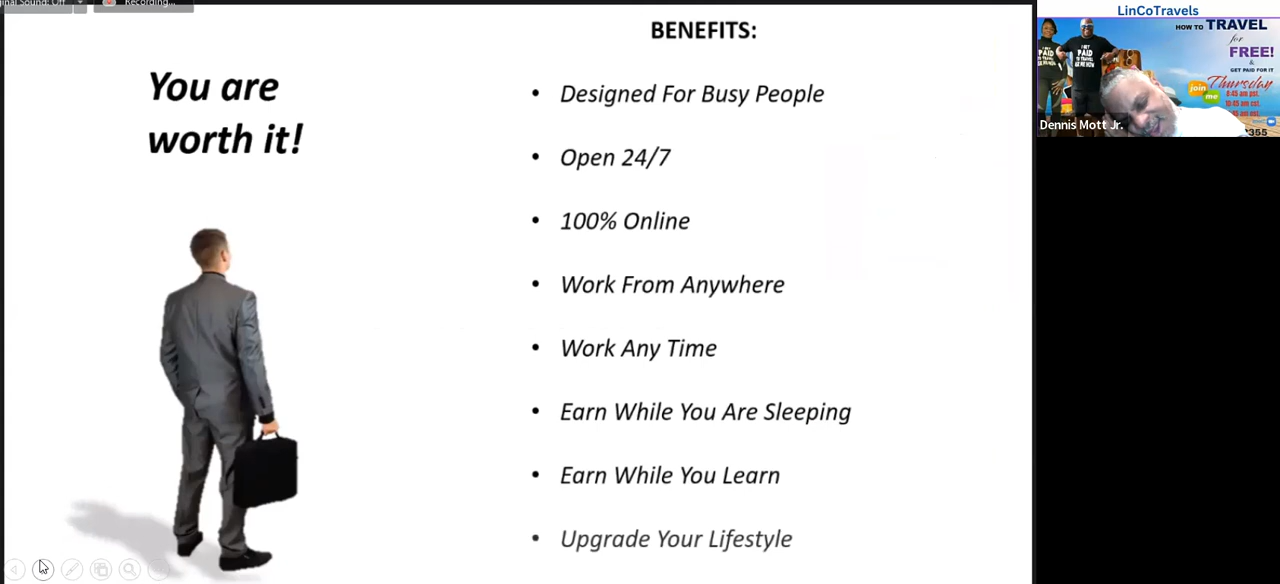 Recording...
You are
worth it!
BENEFITS:
• Designed For Busy People
• Open 24/7
• 100% Online
• Work From Anywhere
• Work Any Time
• Earn While You Are Sleeping
• Earn While You Learn
• Upgrade Your Lifestyle
LinCoTravels
HOW TO TRAVEL
for
FREE!
&
GET PAID FOR IT
Thursday
join
me
Dennis Mott Jr.